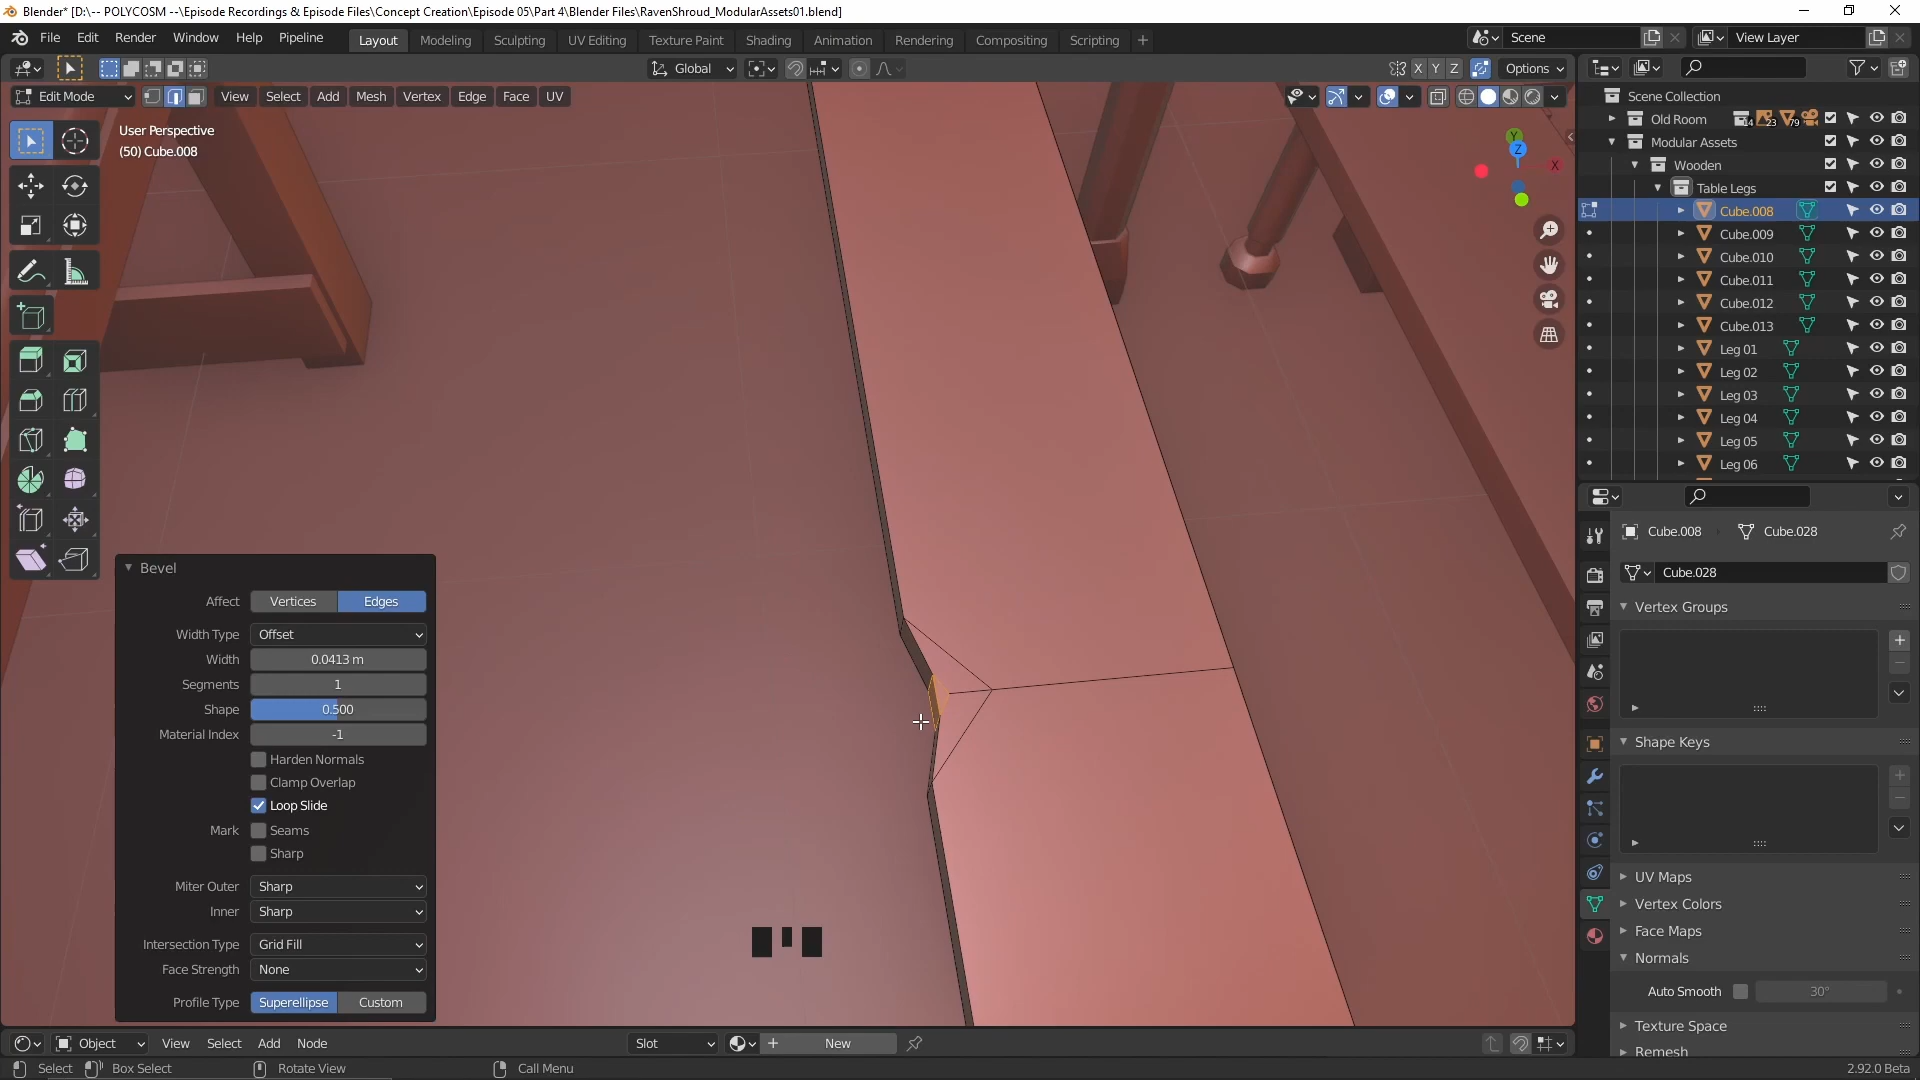 Blender* [D:\-- POLYCOSM --\Episode Recordings & Episode Files\Concept Creation\Episode 05\Part 4\Blender Files\RavenShroud_ModularAssets01.blend]
File Edit Render Window Help Pipeline Layout Modeling Sculpting UV Editing Texture Paint Shading Animation Rendering Compositing Scripting + Scene View Layer
Global X Y Z Options
Edit Mode View Select Add Mesh Vertex Edge Face UV
User Perspective
(50) Cube.008
Y
Z
X
Scene Collection
Old Room 14 23 79
Modular Assets
Wooden
Table Legs
Cube.008
Cube.009
Cube.010
Cube.011
Cube.012
Cube.013
Leg 01
Leg 02
Leg 03
Leg 04
Leg 05
Leg 06
Cube.008 Cube.028
Cube.028
Vertex Groups
Shape Keys
UV Maps
Vertex Colors
Face Maps
Normals
Auto Smooth 30°
Texture Space
Remesh
Bevel
Affect Vertices Edges
Width Type Offset
Width 0.0413 m
Segments 1
Shape 0.500
Material Index -1
Harden Normals
Clamp Overlap
Loop Slide
Mark Seams
Sharp
Miter Outer Sharp
Inner Sharp
Intersection Type Grid Fill
Face Strength None
Profile Type Superellipse Custom
Object View Select Add Node Slot + New
Select Box Select Rotate View Call Menu 2.92.0 Beta